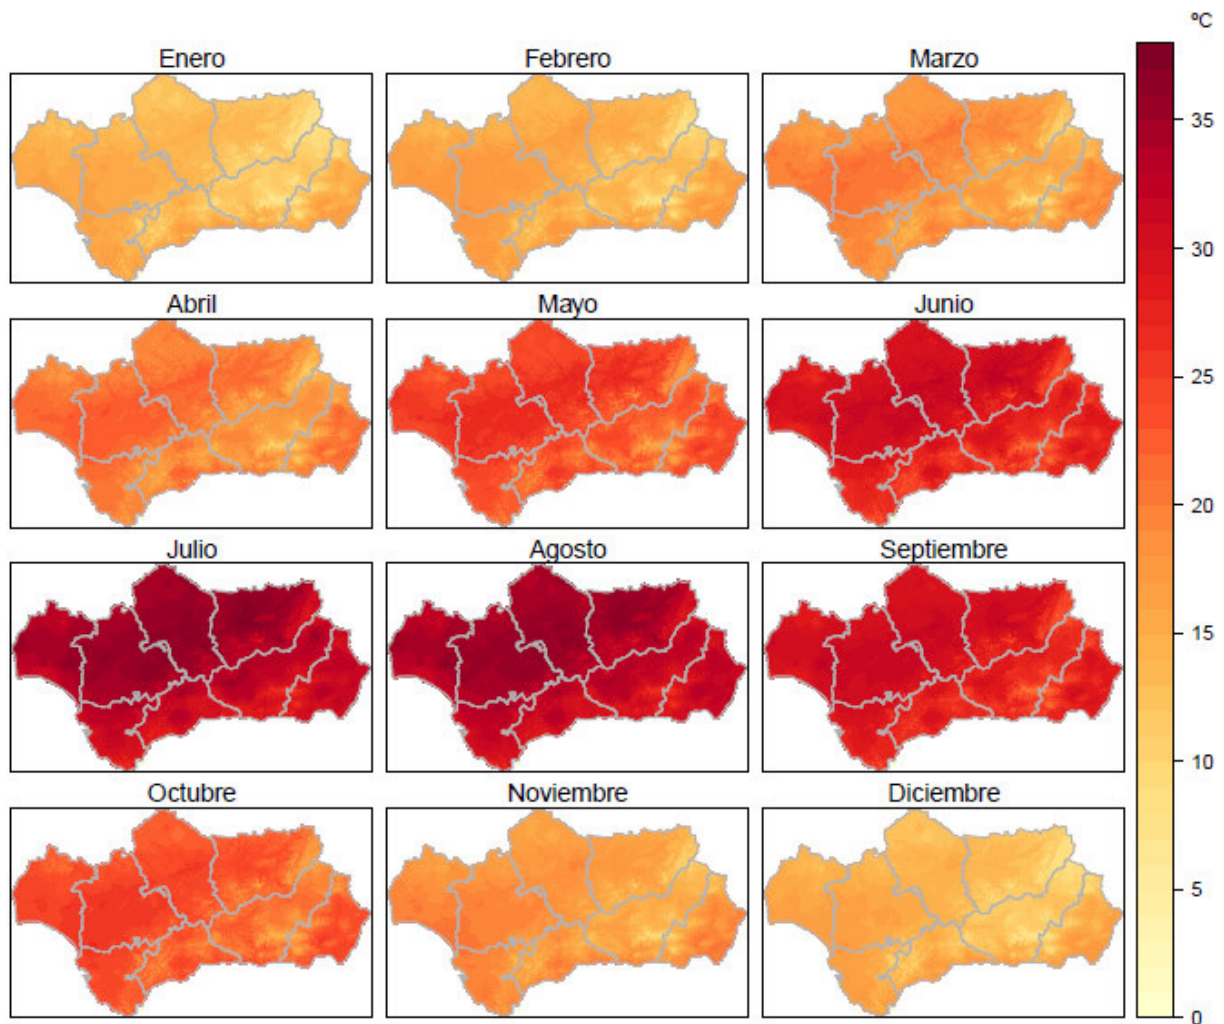 ºC
Enero
Febrero
Marzo
Abril
Mayo
Junio
Julio
Agosto
Septiembre
Octubre
Noviembre
Diciembre
35
30
25
20
15
10
5
0